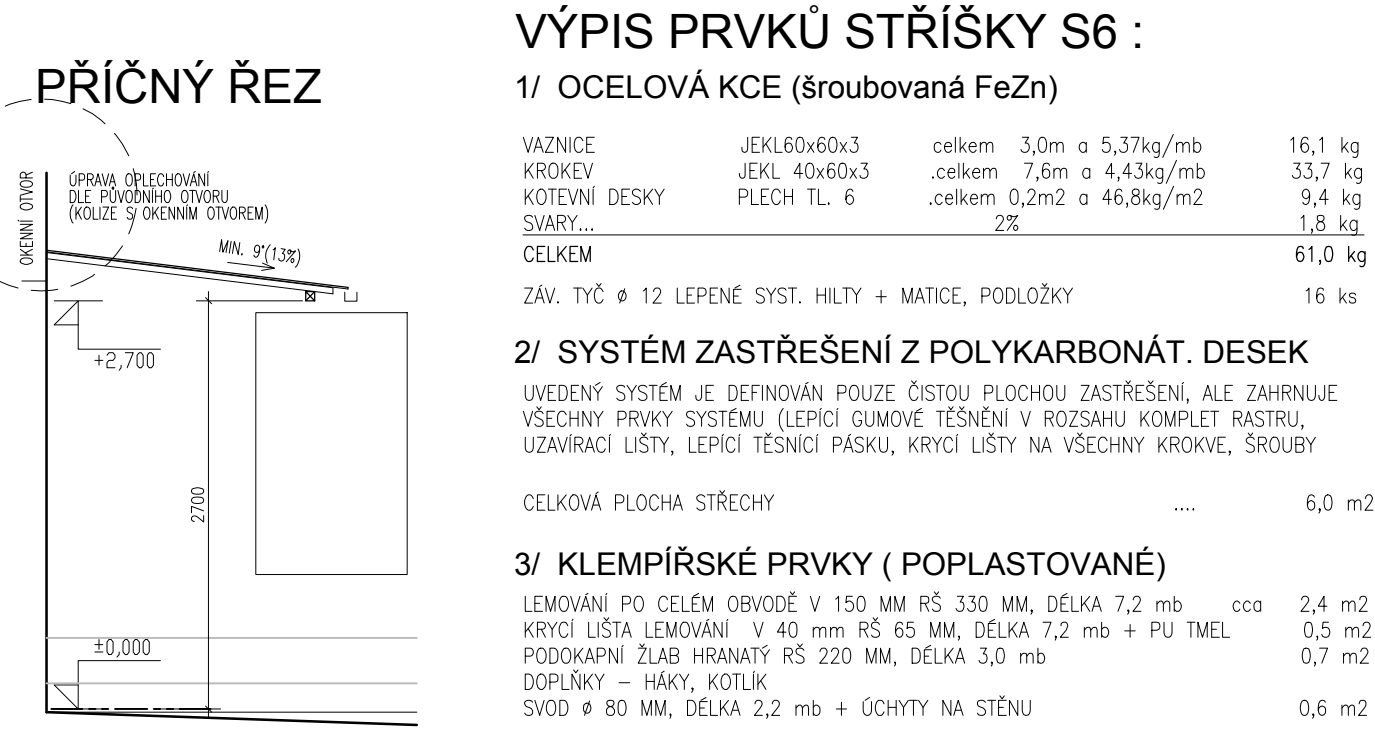 PŘÍČNÝ ŘEZ
OKENNÍ OTVOR
ÚPRAVA OPLECHOVÁNÍ
DLE PŮVODNÍHO OTVORU
(KOLIZE S OKENNÍM OTVOREM)
MIN. 9°(13%)
+2,700
2700
±0,000
VÝPIS PRVKŮ STŘÍŠKY S6 :
1/ OCELOVÁ KCE (šroubovaná FeZn)
VAZNICE JEKL60x60x3 celkem 3,0m a 5,37kg/mb 16,1 kg
KROKEV JEKL 40x60x3 .celkem 7,6m a 4,43kg/mb 33,7 kg
KOTEVNÍ DESKY PLECH TL. 6 .celkem 0,2m2 a 46,8kg/m2 9,4 kg
SVARY... 2% 1,8 kg
CELKEM 61,0 kg
ZÁV. TYČ ø 12 LEPENÉ SYST. HILTY + MATICE, PODLOŽKY 16 ks
2/ SYSTÉM ZASTŘEŠENÍ Z POLYKARBONÁT. DESEK
UVEDENÝ SYSTÉM JE DEFINOVÁN POUZE ČISTOU PLOCHOU ZASTŘEŠENÍ, ALE ZAHRNUJE
VŠECHNY PRVKY SYSTÉMU (LEPÍCÍ GUMOVÉ TĚŠNĚNÍ V ROZSAHU KOMPLET RASTRU,
UZAVÍRACÍ LIŠTY, LEPÍCÍ TĚSNÍCÍ PÁSKU, KRYCÍ LIŠTY NA VŠECHNY KROKVE, ŠROUBY
CELKOVÁ PLOCHA STŘECHY .... 6,0 m2
3/ KLEMPÍŘSKÉ PRVKY ( POPLASTOVANÉ)
LEMOVÁNÍ PO CELÉM OBVODĚ V 150 MM RŠ 330 MM, DÉLKA 7,2 mb cca 2,4 m2
KRYCÍ LIŠTA LEMOVÁNÍ V 40 mm RŠ 65 MM, DÉLKA 7,2 mb + PU TMEL 0,5 m2
PODOKAPNÍ ŽLAB HRANATÝ RŠ 220 MM, DÉLKA 3,0 mb 0,7 m2
DOPLŇKY – HÁKY, KOTLÍK
SVOD ø 80 MM, DÉLKA 2,2 mb + ÚCHYTY NA STĚNU 0,6 m2